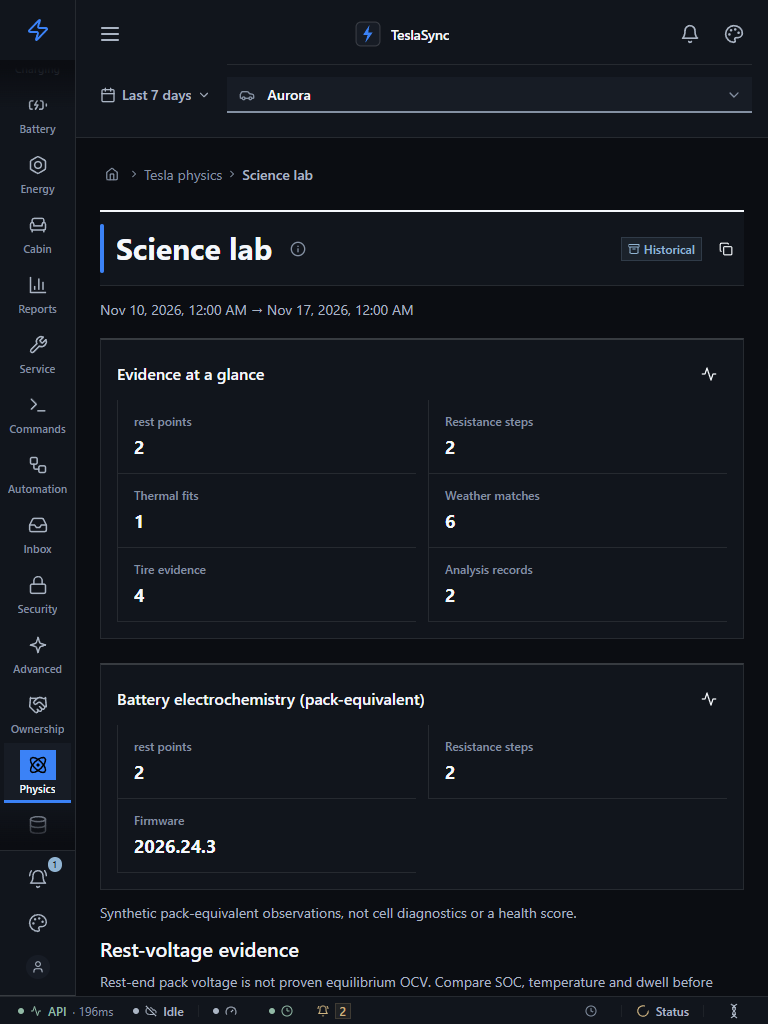 TeslaSync
Last 7 days
Aurora
Charging
Battery
Energy
Cabin
Reports
Service
Commands
Automation
Inbox
Security
Advanced
Ownership
Physics
1
Tesla physics > Science lab
Science lab
Historical
Nov 10, 2026, 12:00 AM → Nov 17, 2026, 12:00 AM
Evidence at a glance
rest points
2
Resistance steps
2
Thermal fits
1
Weather matches
6
Tire evidence
4
Analysis records
2
Battery electrochemistry (pack-equivalent)
rest points
2
Resistance steps
2
Firmware
2026.24.3
Synthetic pack-equivalent observations, not cell diagnostics or a health score.
Rest-voltage evidence
Rest-end pack voltage is not proven equilibrium OCV. Compare SOC, temperature and dwell before
API · 196ms
Idle
2
Status